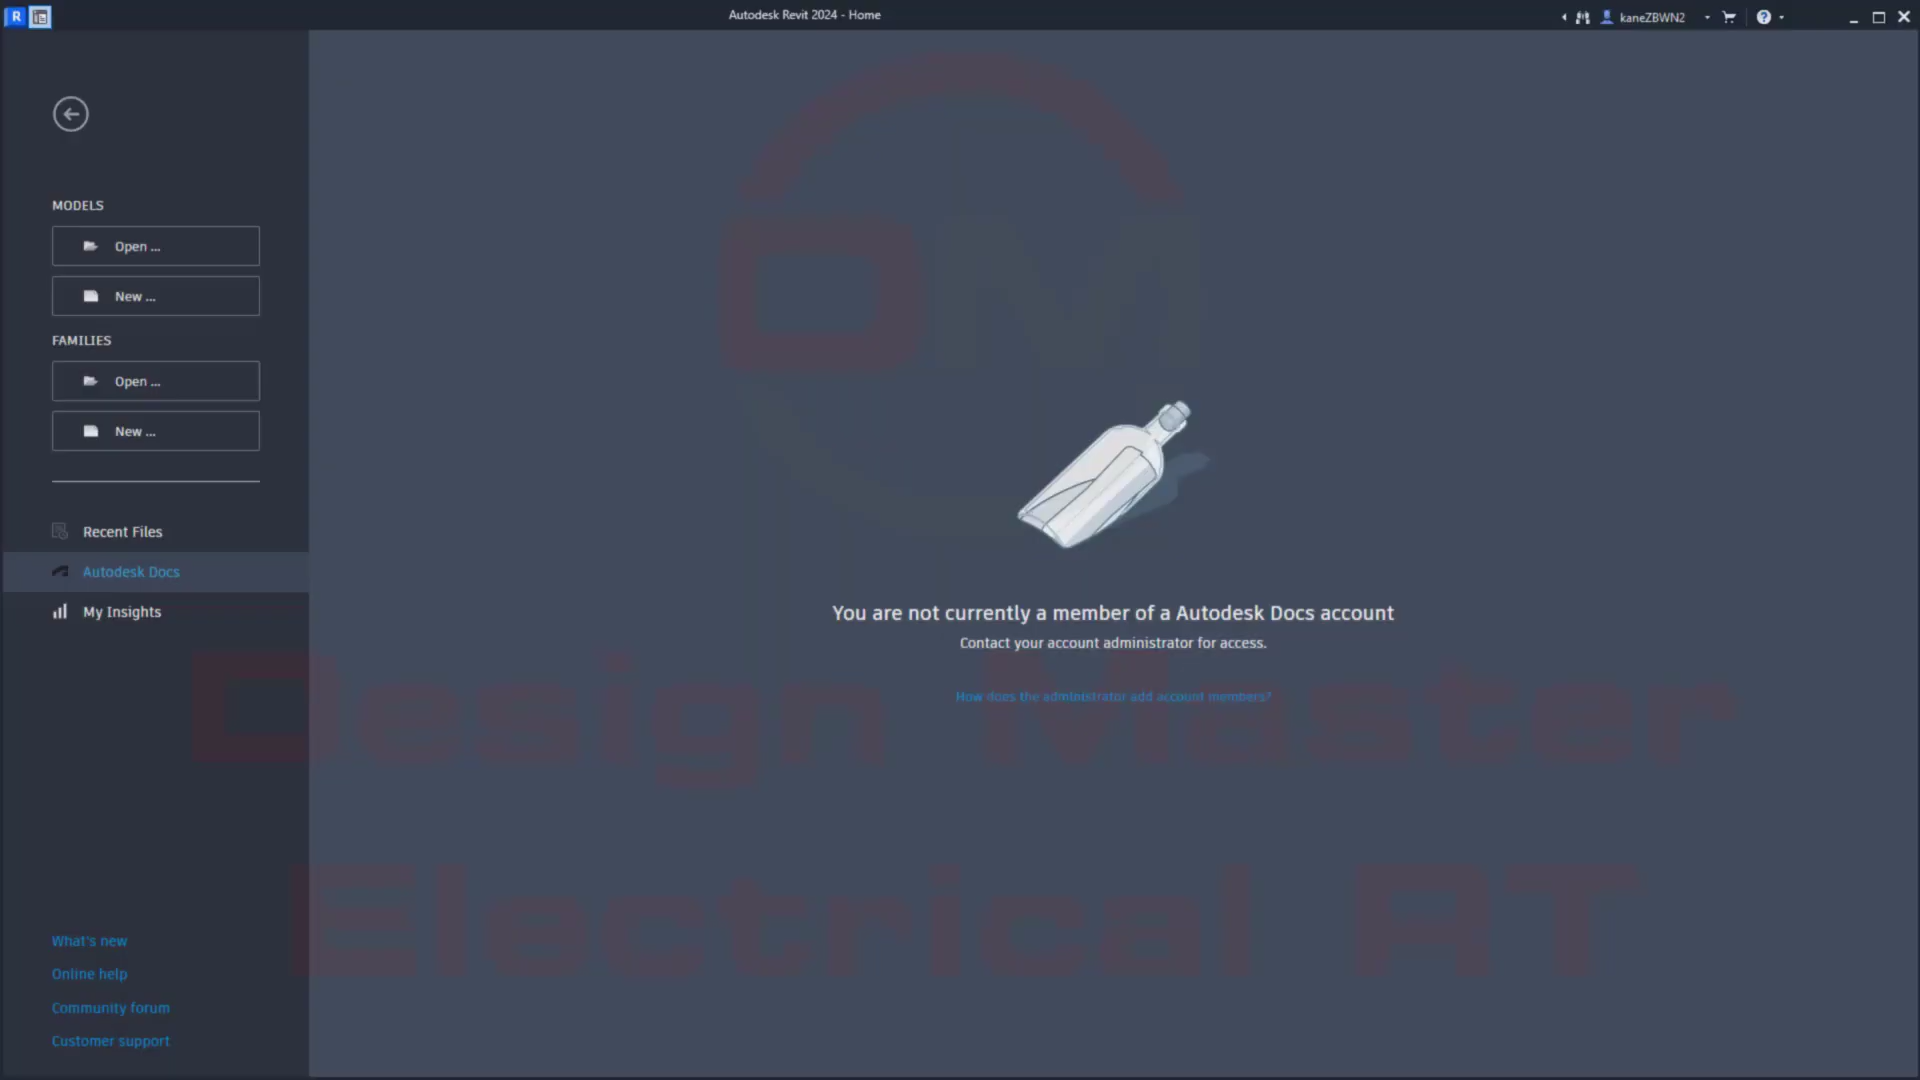 R
Autodesk Revit 2024 - Home
kaneZBWN2
?
MODELS
Open ...
New ...
FAMILIES
Open ...
New ...
Recent Files
Autodesk Docs
My Insights
DM
You are not currently a member of a Autodesk Docs account
Contact your account administrator for access.
How does the administrator add account members?
Design Master
Electrical RT
What's new
Online help
Community forum
Customer support